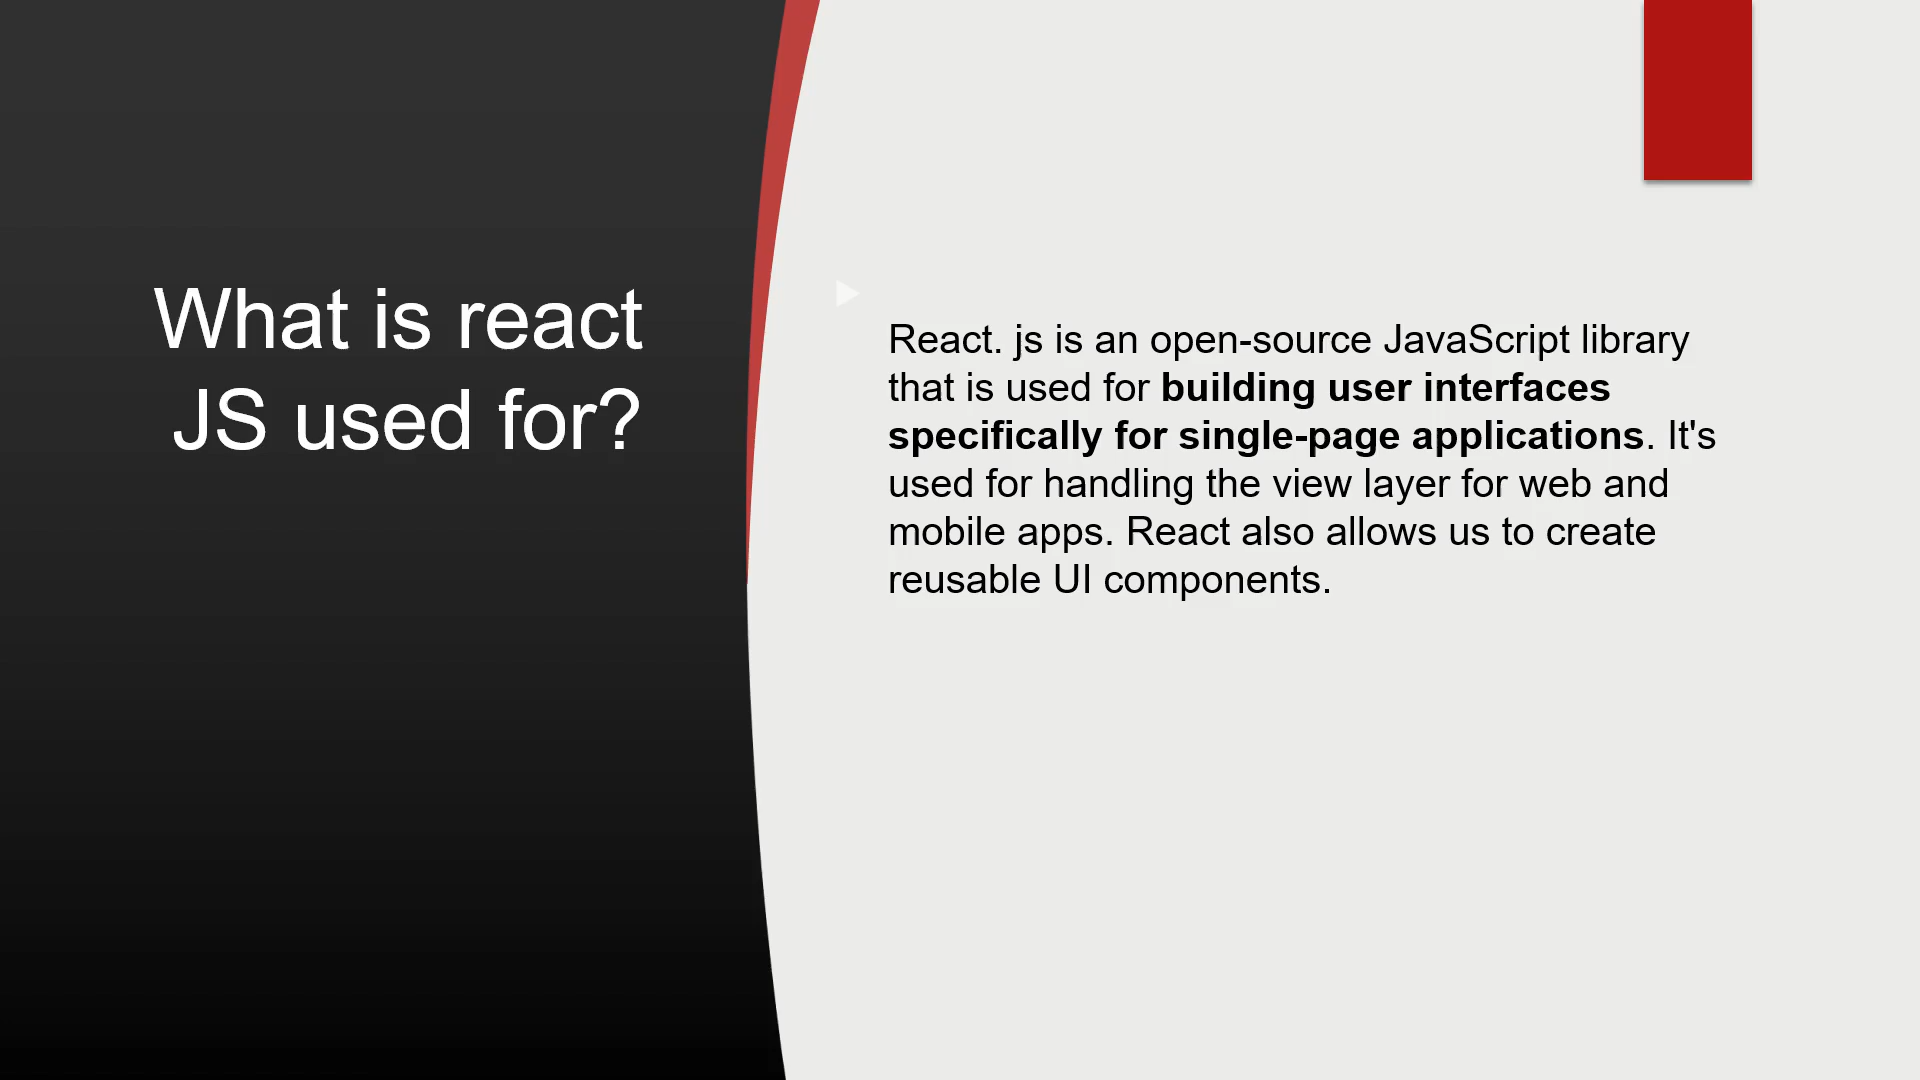 What is react
JS used for?
React. js is an open-source JavaScript library
that is used for building user interfaces
specifically for single-page applications. It's
used for handling the view layer for web and
mobile apps. React also allows us to create
reusable UI components.